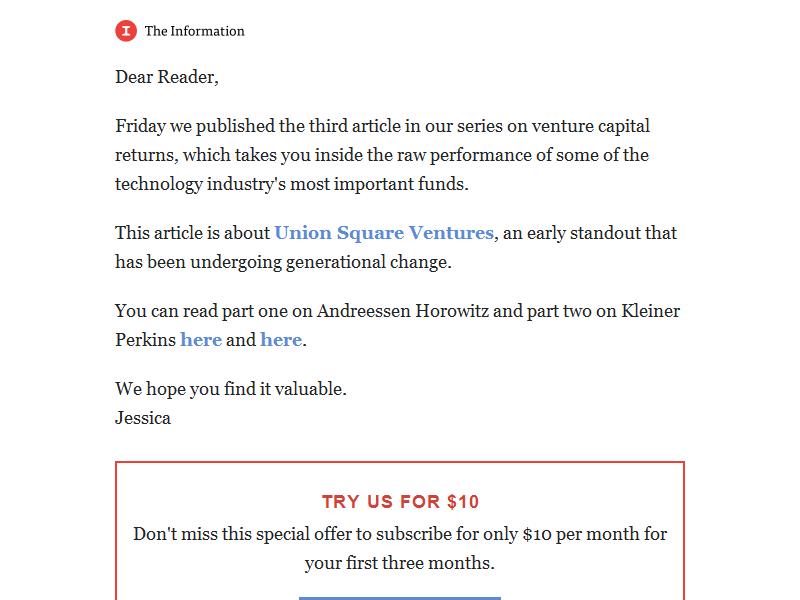 The Information
Dear Reader,
Friday we published the third article in our series on venture capital
returns, which takes you inside the raw performance of some of the
technology industry's most important funds.
This article is about Union Square Ventures, an early standout that
has been undergoing generational change.
You can read part one on Andreessen Horowitz and part two on Kleiner
Perkins here and here.
We hope you find it valuable.
Jessica
TRY US FOR $10
Don't miss this special offer to subscribe for only $10 per month for
your first three months.